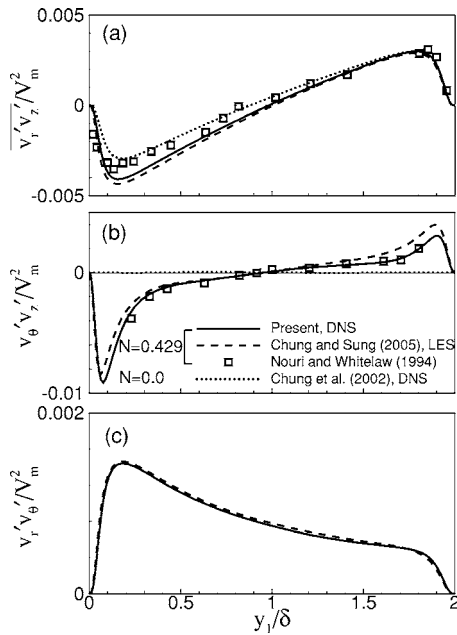 (a)
0.005
0
-0.005
v_r'v_z'/V_m^2
(b)
0
-0.01
v_θ'v_z'/V_m^2
N=0.429
N=0.0
Present, DNS
Chung and Sung (2005), LES
Nouri and Whitelaw (1994)
Chung et al. (2002), DNS
(c)
0.002
0
v_r'v_θ'/V_m^2
0 0.5 1 1.5 2
y_1/δ